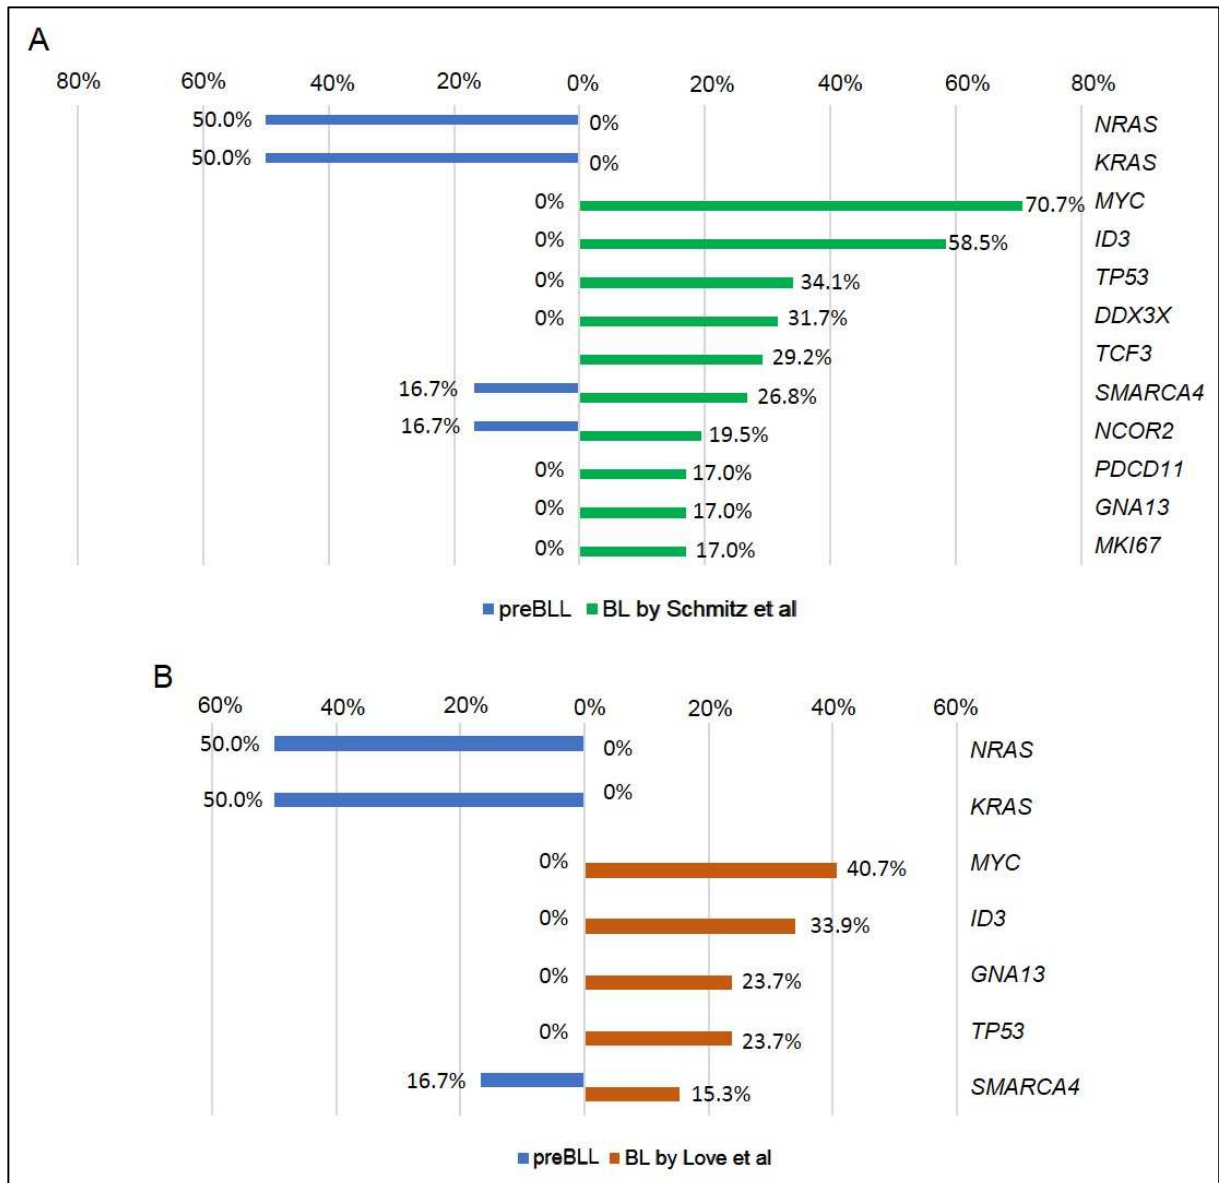 A
80% 60% 40% 20% 0% 20% 40% 60% 80%
50.0% 0% NRAS
50.0% 0% KRAS
0% 70.7% MYC
0% 58.5% ID3
0% 34.1% TP53
0% 31.7% DDX3X
29.2% TCF3
16.7% 26.8% SMARCA4
16.7% 19.5% NCOR2
0% 17.0% PDCD11
0% 17.0% GNA13
0% 17.0% MKI67
preBLL BL by Schmitz et al
B
60% 40% 20% 0% 20% 40% 60%
50.0% 0% NRAS
50.0% 0% KRAS
0% 40.7% MYC
0% 33.9% ID3
0% 23.7% GNA13
0% 23.7% TP53
16.7% 15.3% SMARCA4
preBLL BL by Love et al